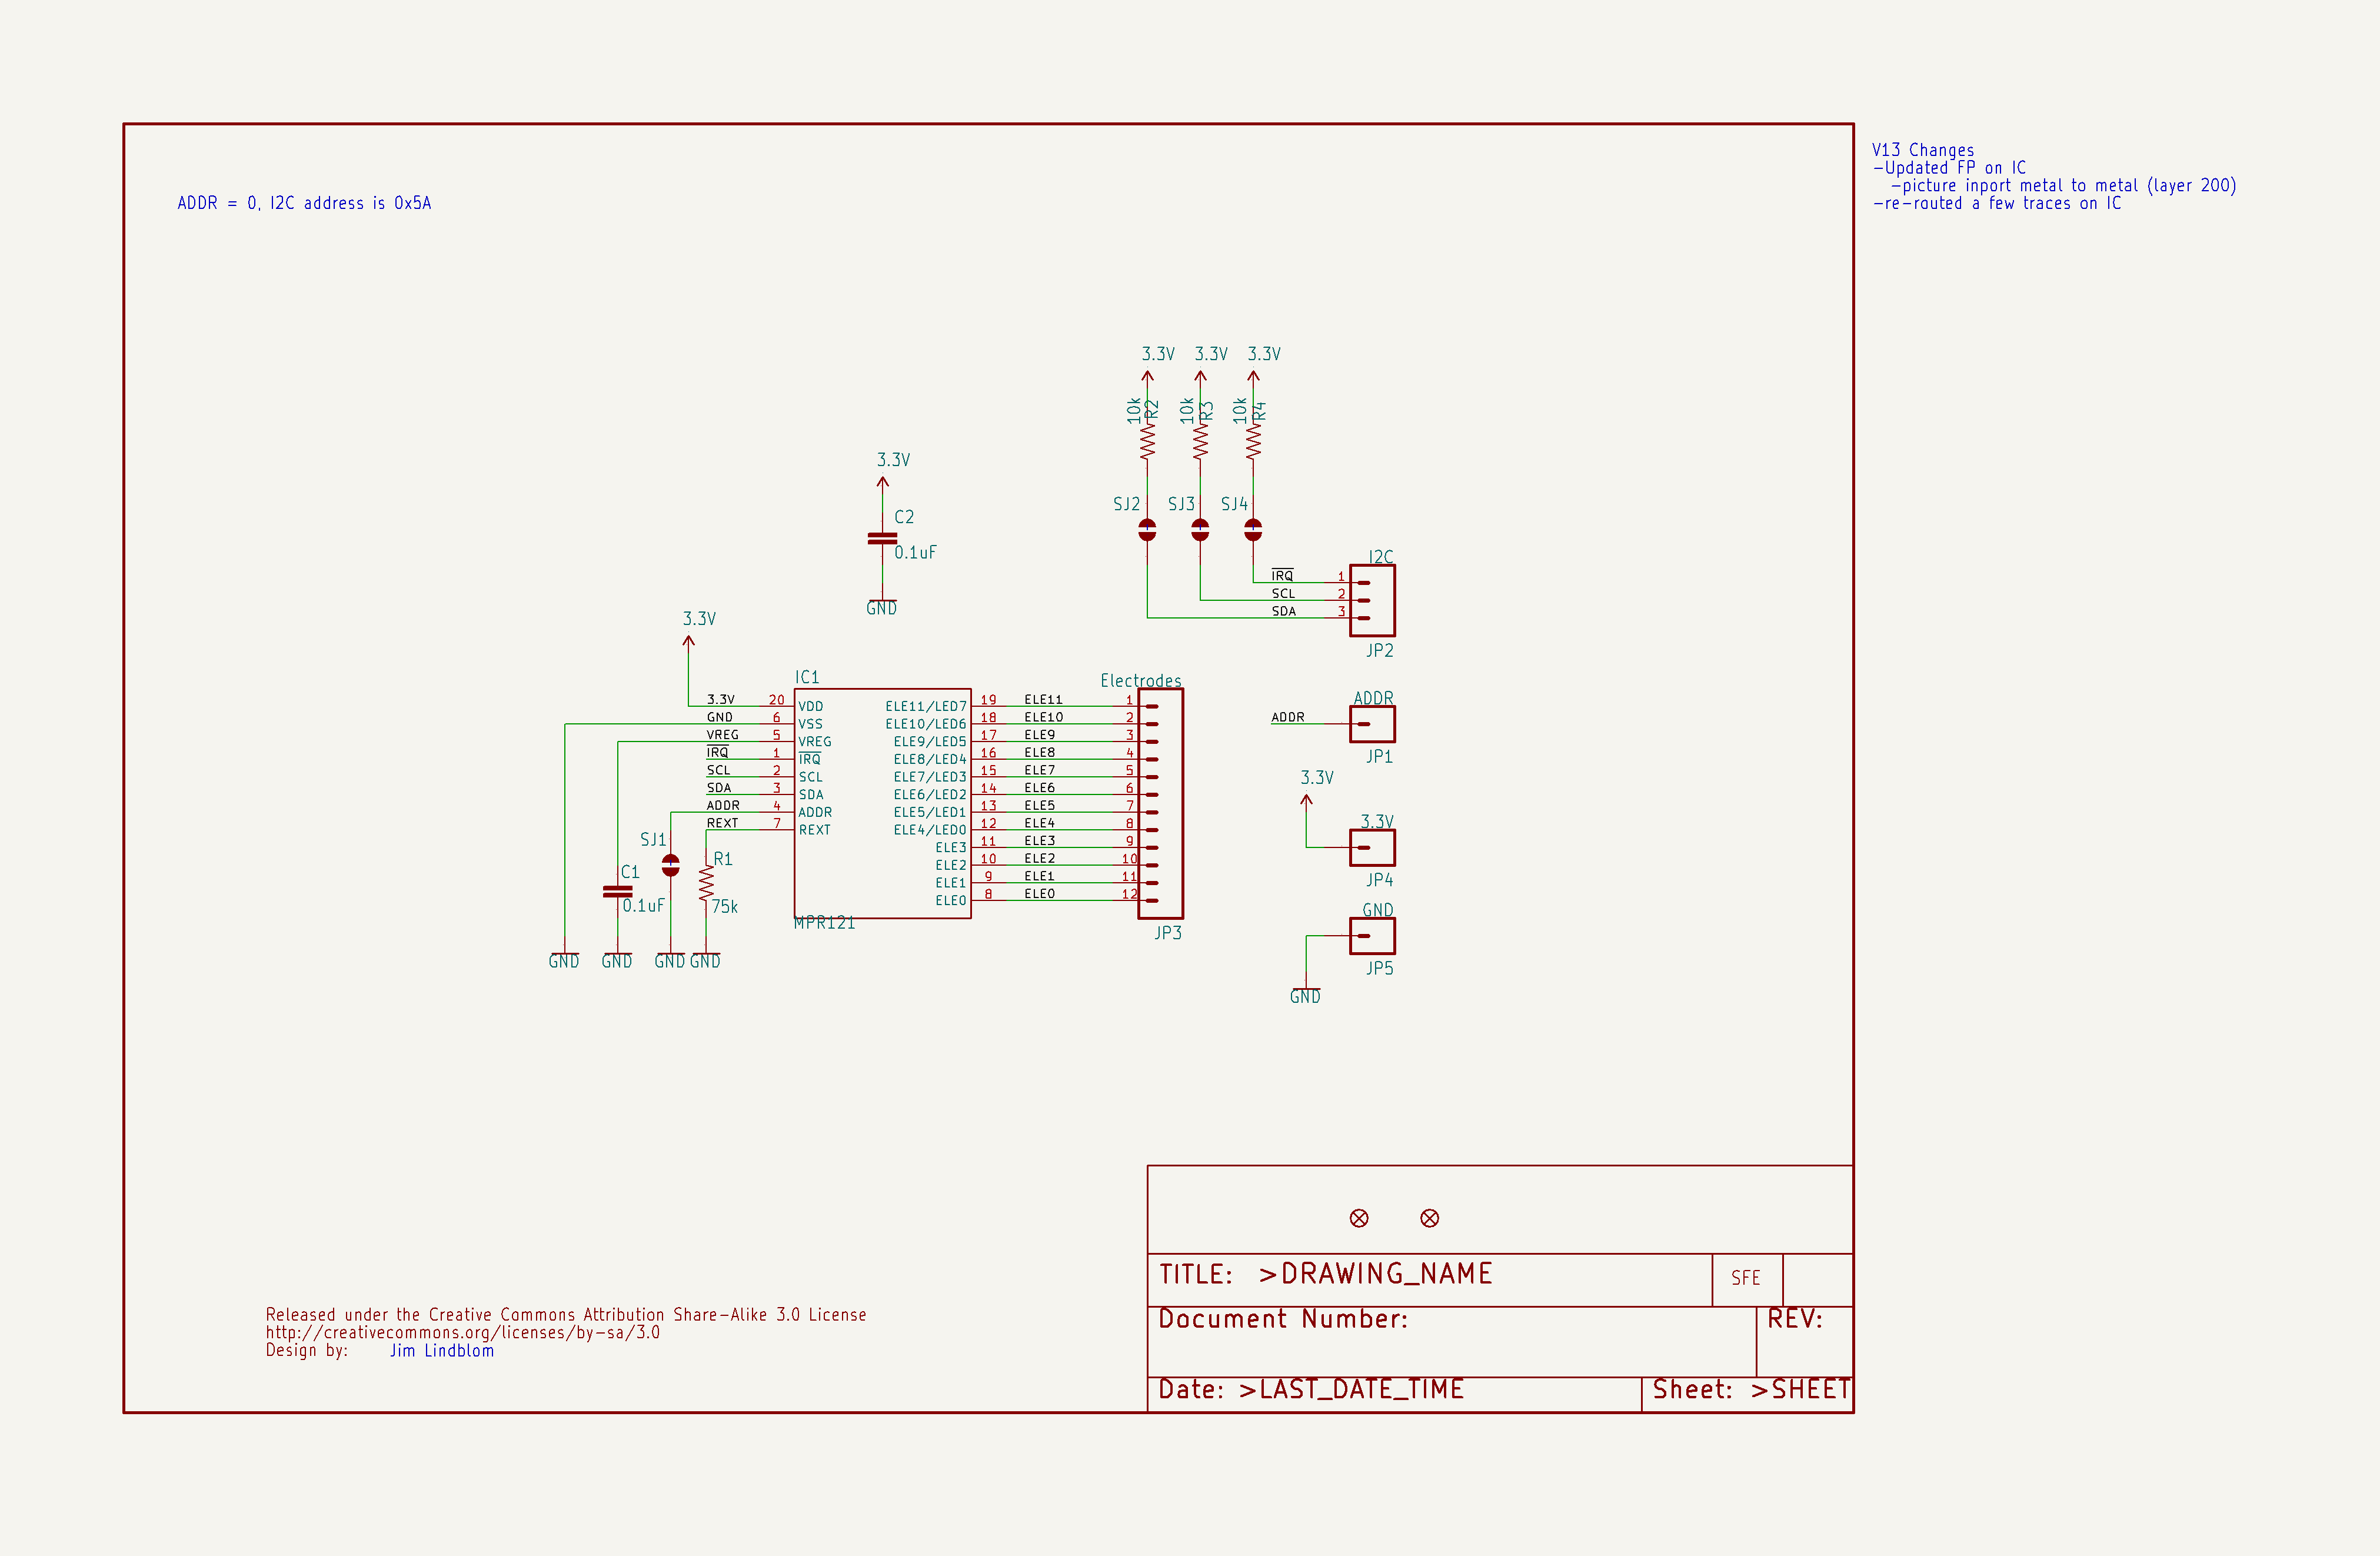 V13 Changes
-Updated FP on IC
-picture inport metal to metal (layer 200)
-re-routed a few traces on IC
ADDR = 0, I2C address is 0x5A
3.3V 3.3V 3.3V
10k R2 10k R3 10k R4
SJ2 SJ3 SJ4
3.3V
C2
0.1uF
GND
I2C
IRQ 1
SCL 2
SDA 3
JP2
3.3V
IC1
MPR121
3.3V 20 VDD
GND 6 VSS
VREG 5 VREG
IRQ 1 IRQ
SCL 2 SCL
SDA 3 SDA
ADDR 4 ADDR
REXT 7 REXT
SJ1
R1
75k
C1
0.1uF
GND GND GND GND
Electrodes
ELE11/LED7 19 ELE11 1
ELE10/LED6 18 ELE10 2
ELE9/LED5 17 ELE9 3
ELE8/LED4 16 ELE8 4
ELE7/LED3 15 ELE7 5
ELE6/LED2 14 ELE6 6
ELE5/LED1 13 ELE5 7
ELE4/LED0 12 ELE4 8
ELE3 11 ELE3 9
ELE2 10 ELE2 10
ELE1 9 ELE1 11
ELE0 8 ELE0 12
JP3
ADDR
ADDR
JP1
3.3V
3.3V
JP4
GND
JP5
GND
TITLE: >DRAWING_NAME
SFE
Document Number:
REV:
Date: >LAST_DATE_TIME
Sheet: >SHEET
Released under the Creative Commons Attribution Share-Alike 3.0 License
http://creativecommons.org/licenses/by-sa/3.0
Design by: Jim Lindblom